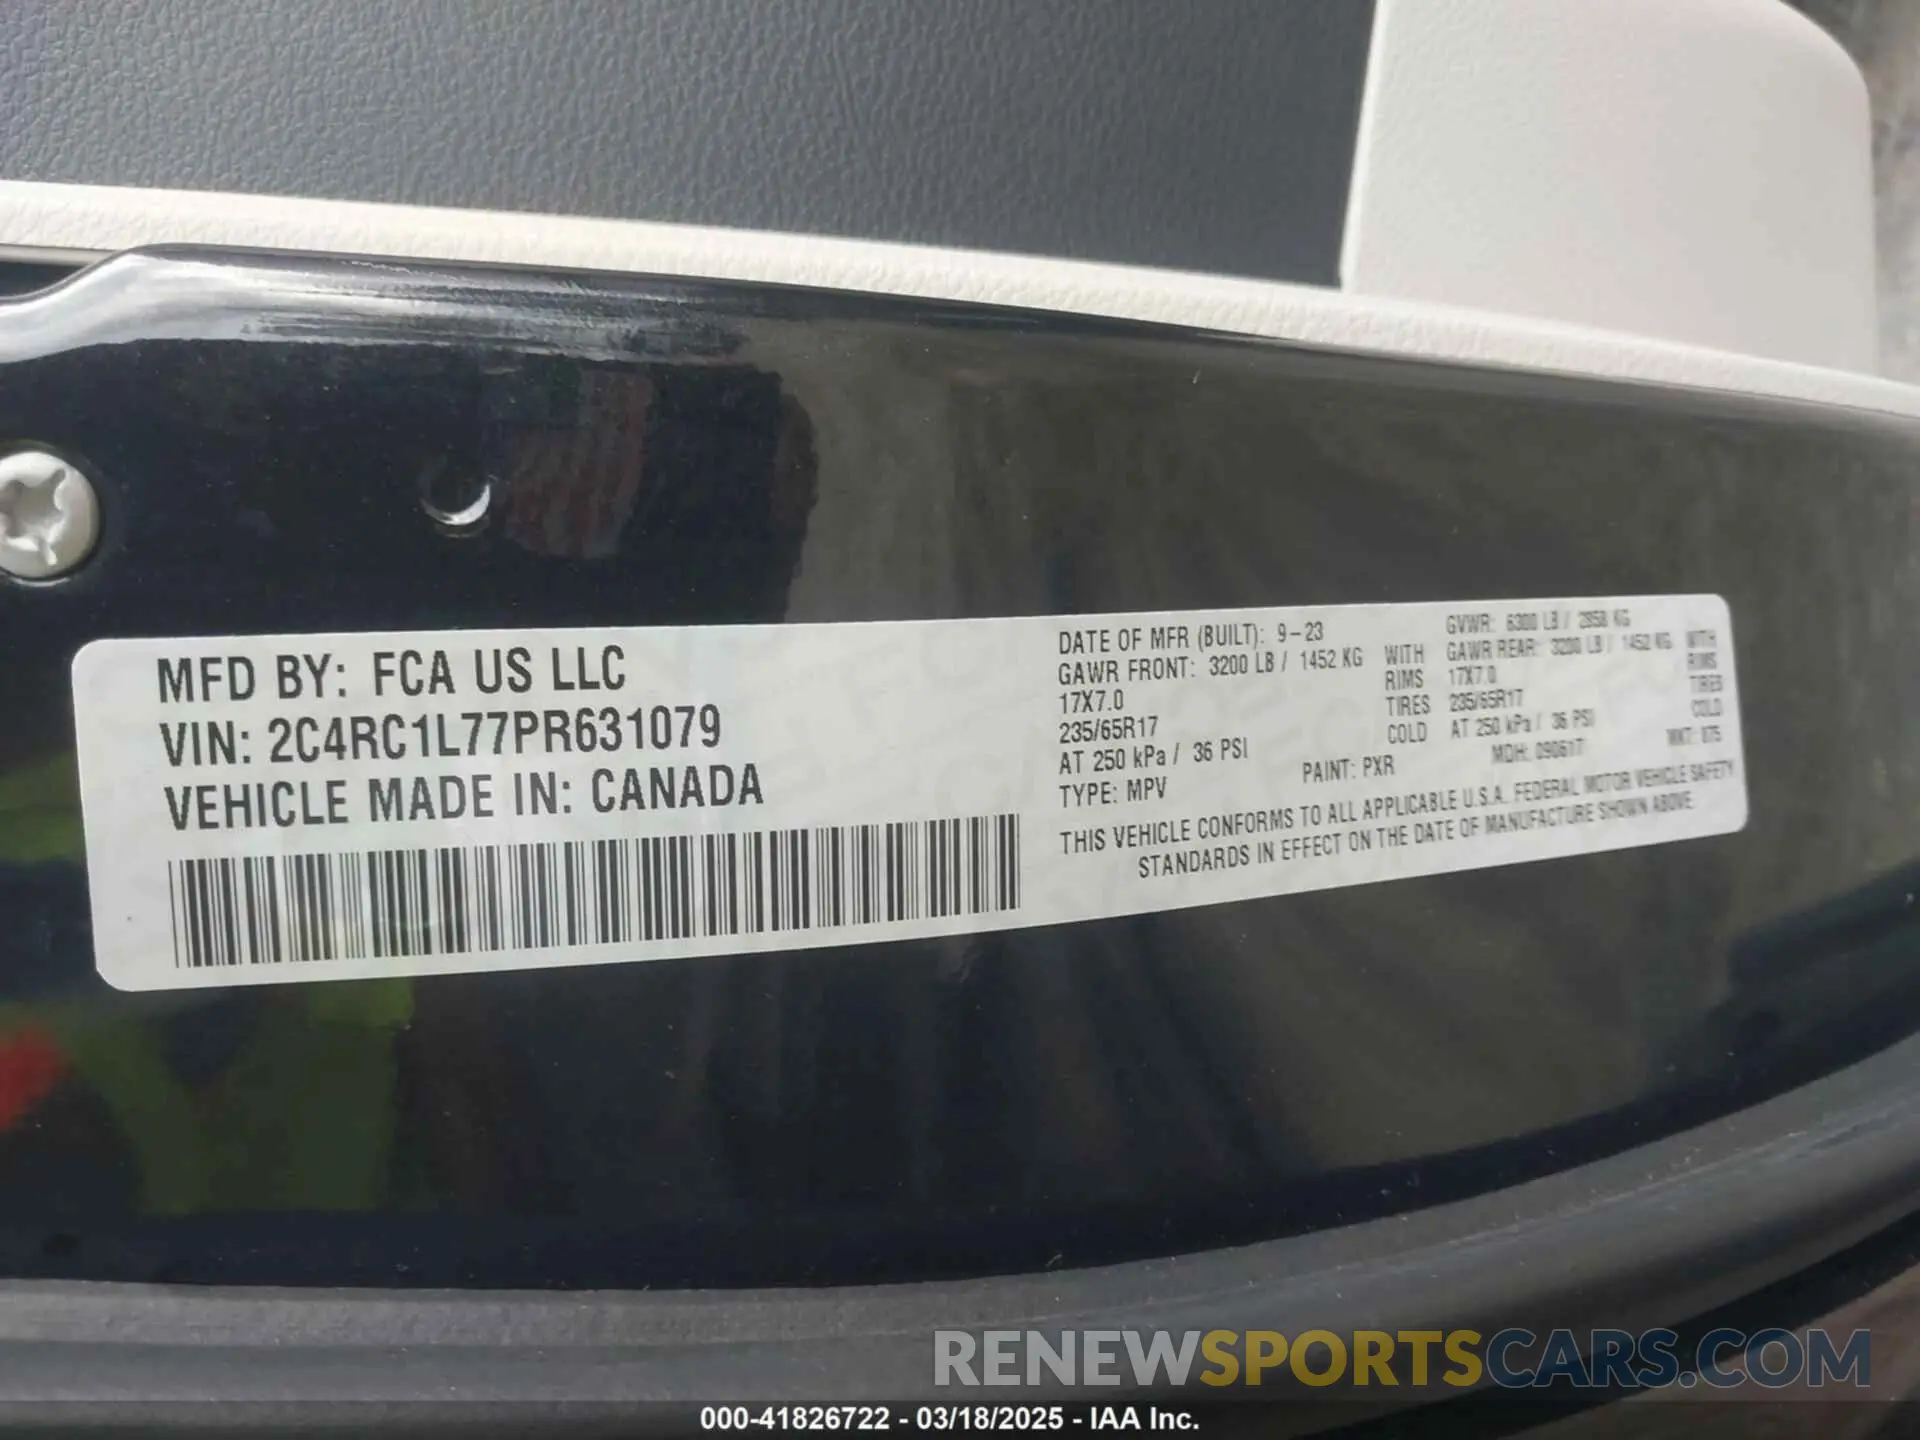 MFD BY: FCA US LLC
VIN: 2C4RC1L77PR631079
VEHICLE MADE IN: CANADA
DATE OF MFR (BUILT): 9-23
GVWR: 6300 LB / 2858 KG
GAWR FRONT: 3200 LB / 1452 KG WITH
GAWR REAR: 3200 LB / 1452 KG WITH
17X7.0 RIMS
17X7.0 RIMS
235/65R17 TIRES
235/65R17 TIRES
AT 250 kPa / 36 PSI COLD
AT 250 kPa / 36 PSI COLD
TYPE: MPV
PAINT: PXR
MDH: 090617
MKT: 875
THIS VEHICLE CONFORMS TO ALL APPLICABLE U.S.A. FEDERAL MOTOR VEHICLE SAFETY
STANDARDS IN EFFECT ON THE DATE OF MANUFACTURE SHOWN ABOVE.
RENEWSPORTSCARS.COM
000-41826722 - 03/18/2025 - IAA Inc.